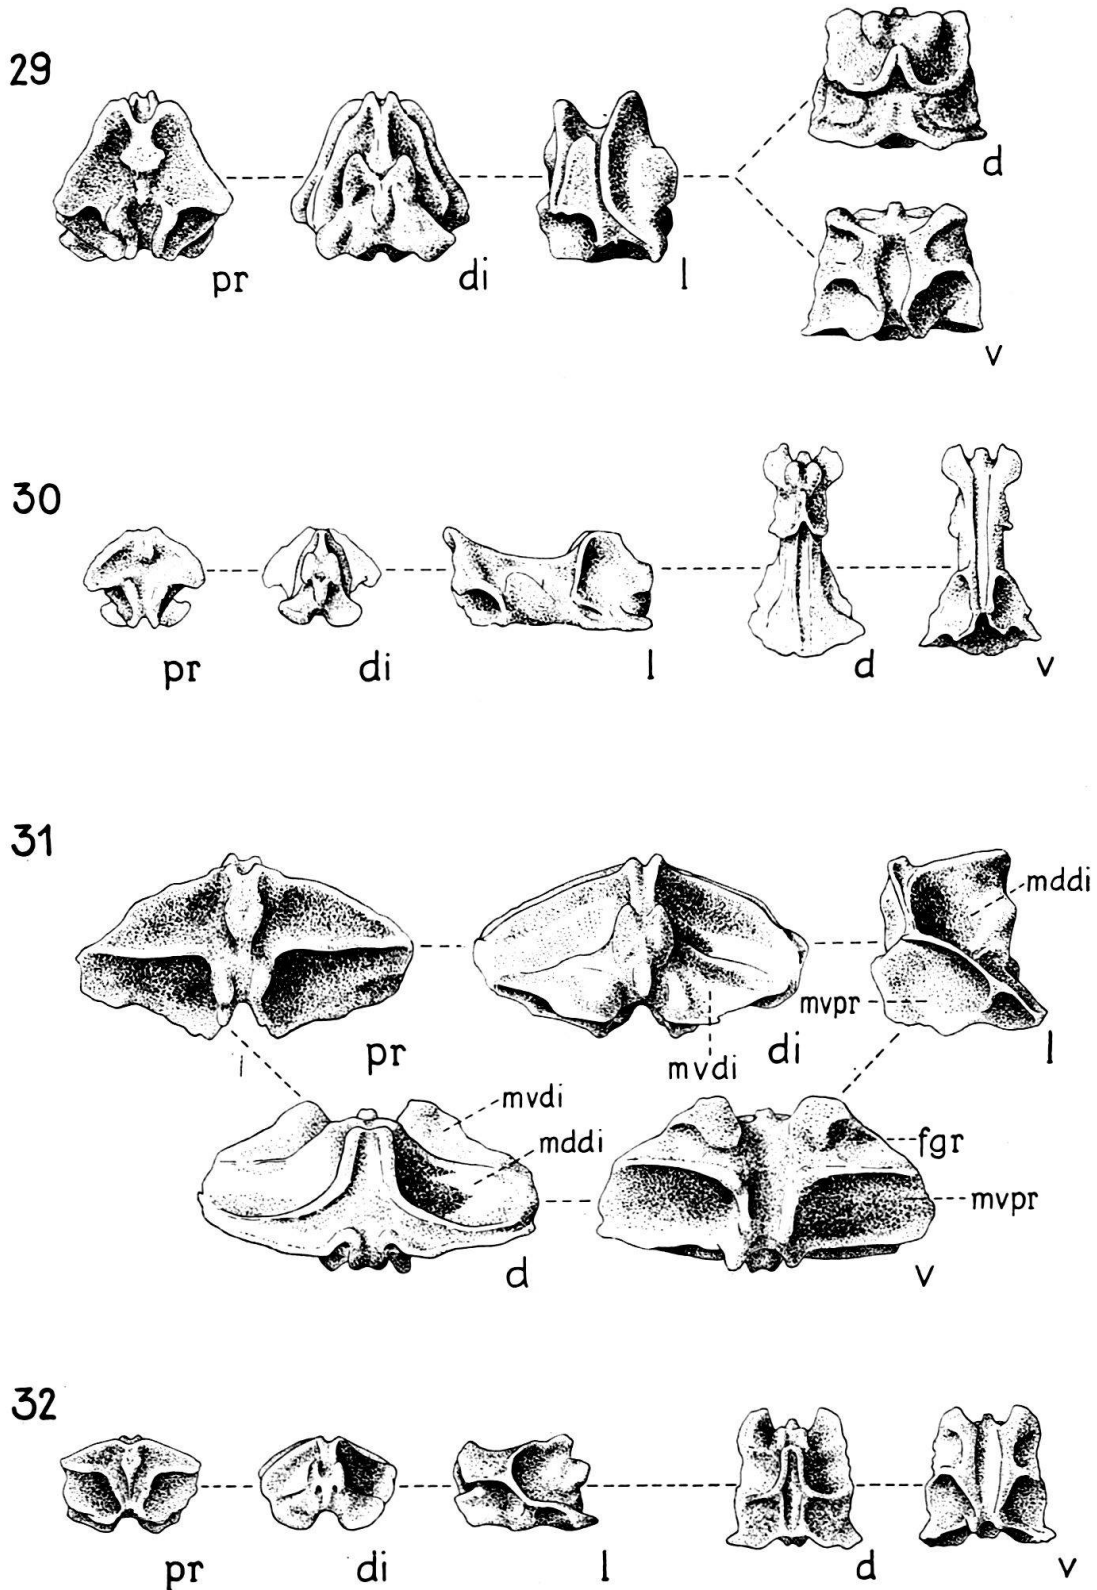 29
d
pr di l
v
30
pr di l d v
31
mddi
mvpr
pr di l
mvdi
mvdi
mddi
fgr
mvpr
d v
32
pr di l d v